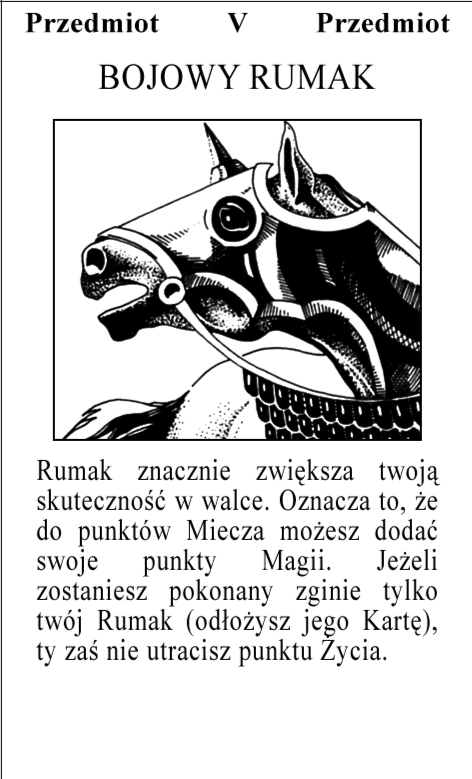 Przedmiot V Przedmiot
BOJOWY RUMAK
Rumak znacznie zwiększa twoją
skuteczność w walce. Oznacza to, że
do punktów Miecza możesz dodać
swoje punkty Magii. Jeżeli
zostaniesz pokonany zginie tylko
twój Rumak (odłożysz jego Kartę),
ty zaś nie utracisz punktu Życia.